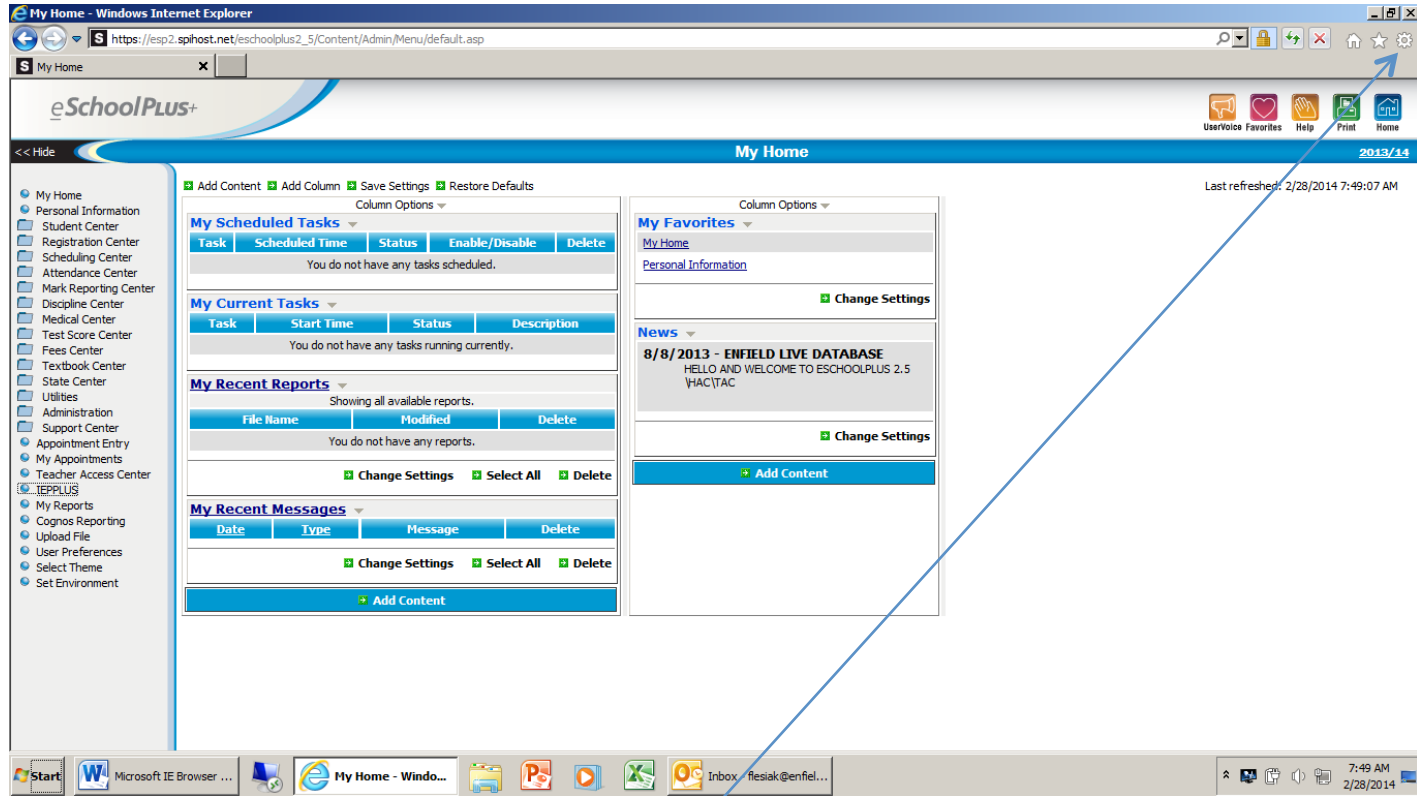 My Home - Windows Internet Explorer
https://esp2.spihost.net/eschoolplus2_5/Content/Admin/Menu/default.asp
S My Home
eSchoolPLUS+
UserVoice Favorites Help Print Home
<< Hide
My Home
2013/14
Add Content Add Column Save Settings Restore Defaults
Last refreshed: 2/28/2014 7:49:07 AM
My Home
Personal Information
Student Center
Registration Center
Scheduling Center
Attendance Center
Mark Reporting Center
Discipline Center
Medical Center
Test Score Center
Fees Center
Textbook Center
State Center
Utilities
Administration
Support Center
Appointment Entry
My Appointments
Teacher Access Center
IEPPLUS
My Reports
Cognos Reporting
Upload File
User Preferences
Select Theme
Set Environment
Column Options
My Scheduled Tasks
Task Scheduled Time Status Enable/Disable Delete
You do not have any tasks scheduled.
My Current Tasks
Task Start Time Status Description
You do not have any tasks running currently.
My Recent Reports
Showing all available reports.
File Name Modified Delete
You do not have any reports.
Change Settings Select All Delete
My Recent Messages
Date Type Message Delete
Change Settings Select All Delete
Add Content
Column Options
My Favorites
My Home
Personal Information
Change Settings
News
8/8/2013 - ENFIELD LIVE DATABASE
HELLO AND WELCOME TO ESCHOOLPLUS 2.5
\HAC\TAC
Change Settings
Add Content
Start
Microsoft IE Browser ...
My Home - Windo...
Inbox - flesiak@enfiel...
7:49 AM
2/28/2014